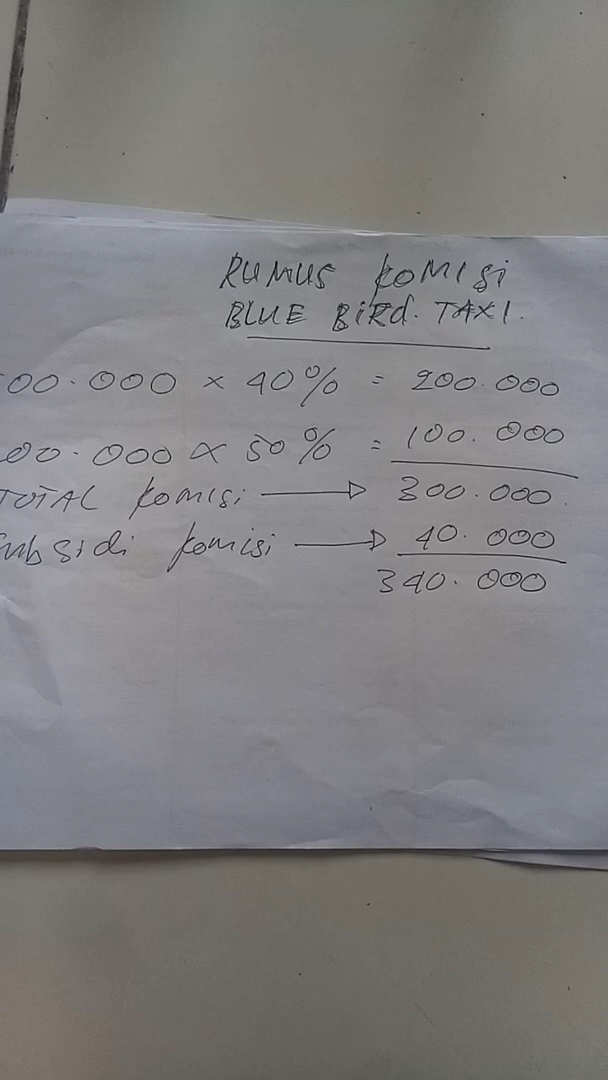 RUMUS KOMISI
BLUE BIRd. TAXI.
00.000 x 40% = 200.000
00.000 x 50% = 100.000
TOTAL komisi → 300.000
Subsidi komisi → 40.000
340.000